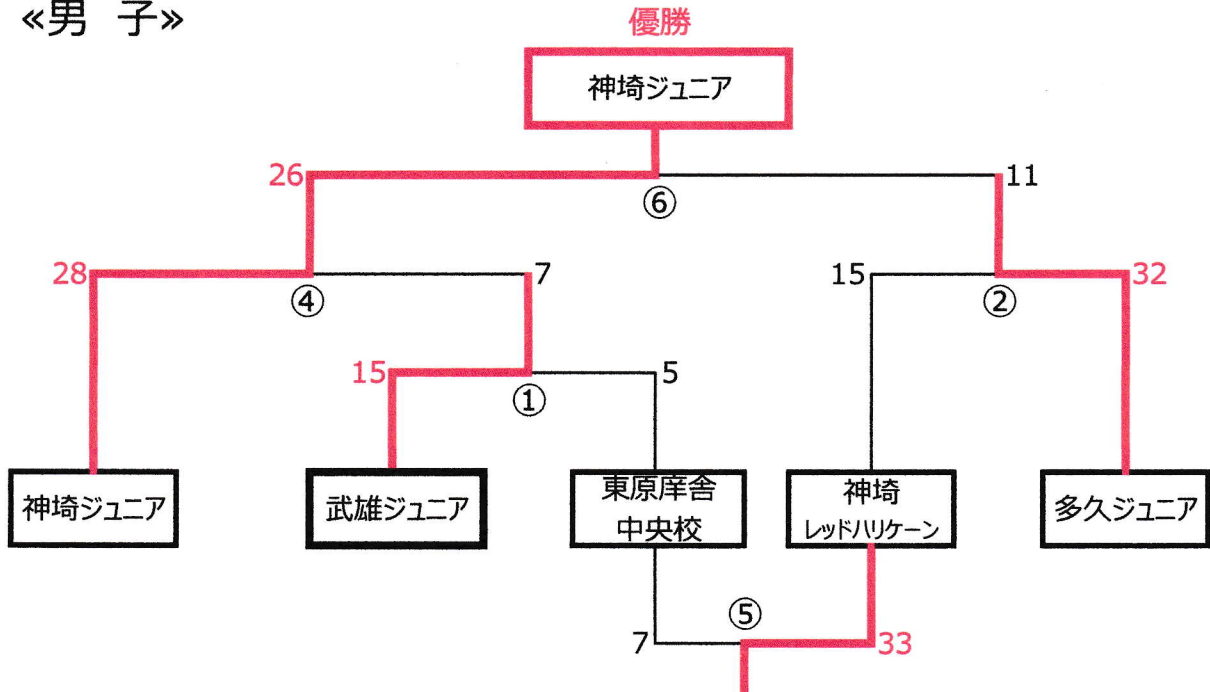 «男 子»
優勝
神埼ジュニア
26
11
⑥
28
7
15
32
④
②
15
5
①
神埼ジュニア
武雄ジュニア
東原庠舎
中央校
神埼
レッドハリケーン
多久ジュニア
⑤
7
33